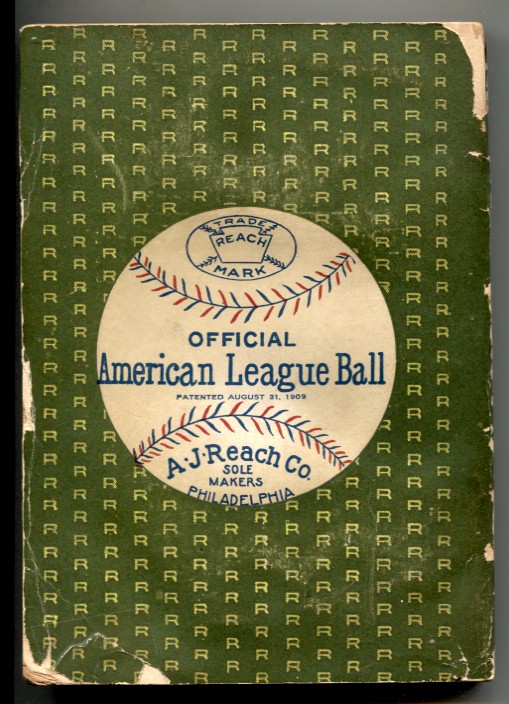 TRADE
REACH
MARK
OFFICIAL
American League Ball
PATENTED AUGUST 31, 1909
A.J. Reach Co.
SOLE
MAKERS
PHILADELPHIA